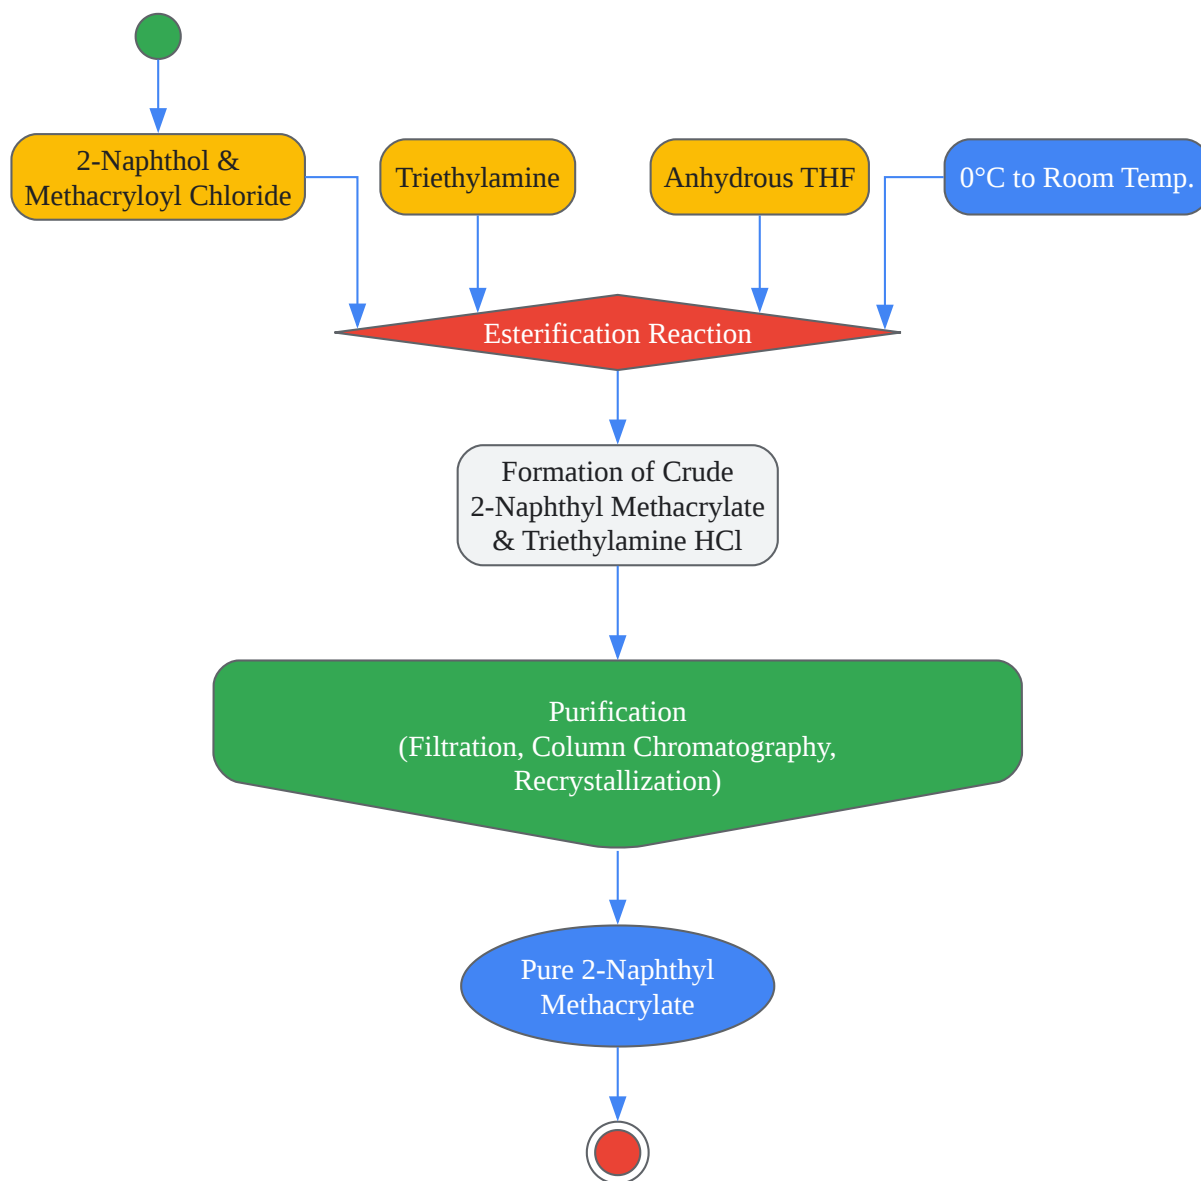 2-Naphthol &
Methacryloyl Chloride
Triethylamine
Anhydrous THF
0°C to Room Temp.
Esterification Reaction
Formation of Crude
2-Naphthyl Methacrylate
& Triethylamine HCl
Purification
(Filtration, Column Chromatography,
Recrystallization)
Pure 2-Naphthyl
Methacrylate